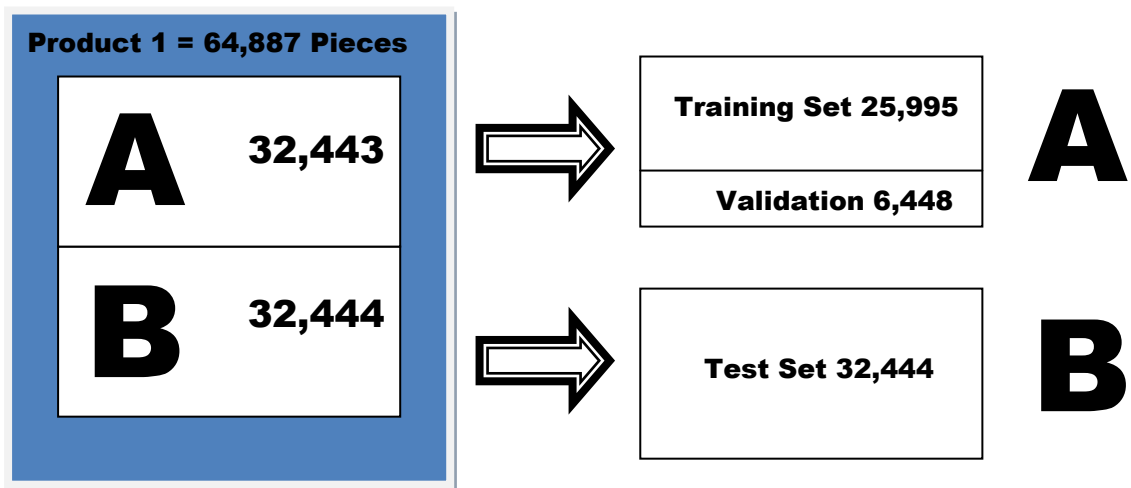 Product 1 = 64,887 Pieces
A 32,443
B 32,444
Training Set 25,995
Validation 6,448
A
Test Set 32,444
B